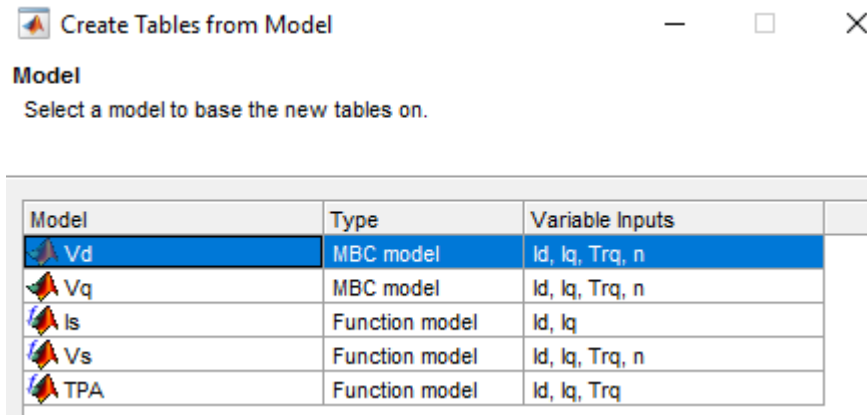 Create Tables from Model
Model
Select a model to base the new tables on.
Model Type Variable Inputs
Vd MBC model Id, Iq, Trq, n
Vq MBC model Id, Iq, Trq, n
Is Function model Id, Iq
Vs Function model Id, Iq, Trq, n
TPA Function model Id, Iq, Trq